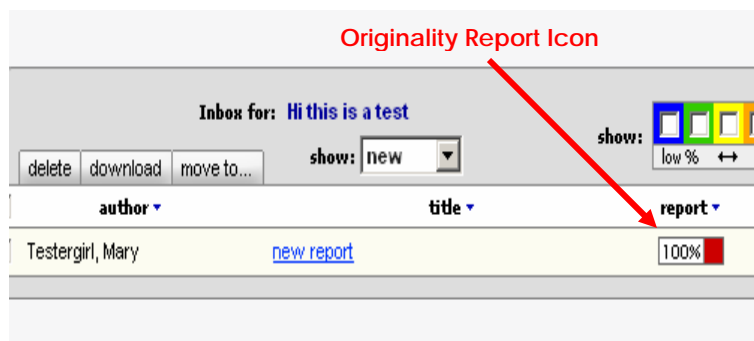 Originality Report Icon
Inbox for: Hi this is a test
show: new
show:
low % ↔
delete download move to...
author title report
Testergirl, Mary new report 100%